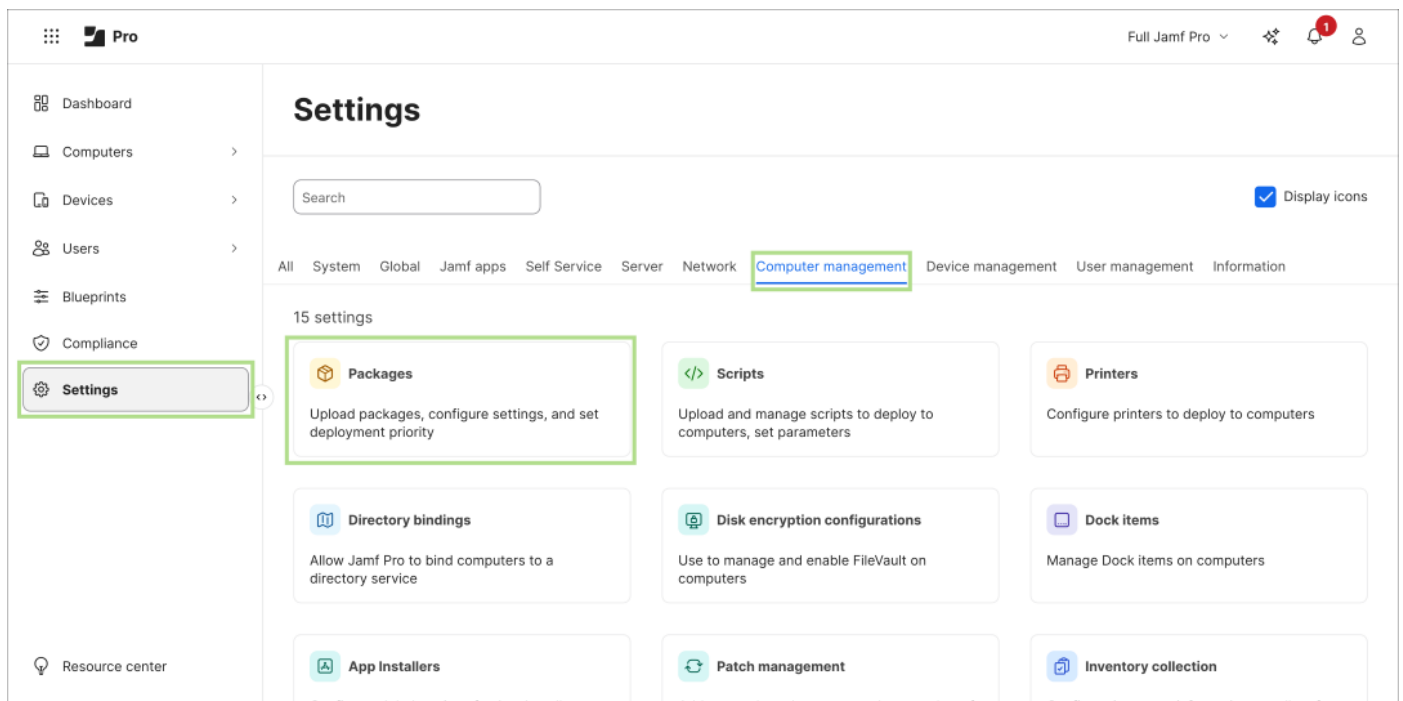 Pro
Full Jamf Pro
1
Dashboard
Computers
Devices
Users
Blueprints
Compliance
Settings
Resource center
Settings
Search
Display icons
All System Global Jamf apps Self Service Server Network Computer management Device management User management Information
15 settings
Packages
Upload packages, configure settings, and set
deployment priority
</> Scripts
Upload and manage scripts to deploy to
computers, set parameters
Printers
Configure printers to deploy to computers
Directory bindings
Allow Jamf Pro to bind computers to a
directory service
Disk encryption configurations
Use to manage and enable FileVault on
computers
Dock items
Manage Dock items on computers
App Installers
Patch management
Inventory collection